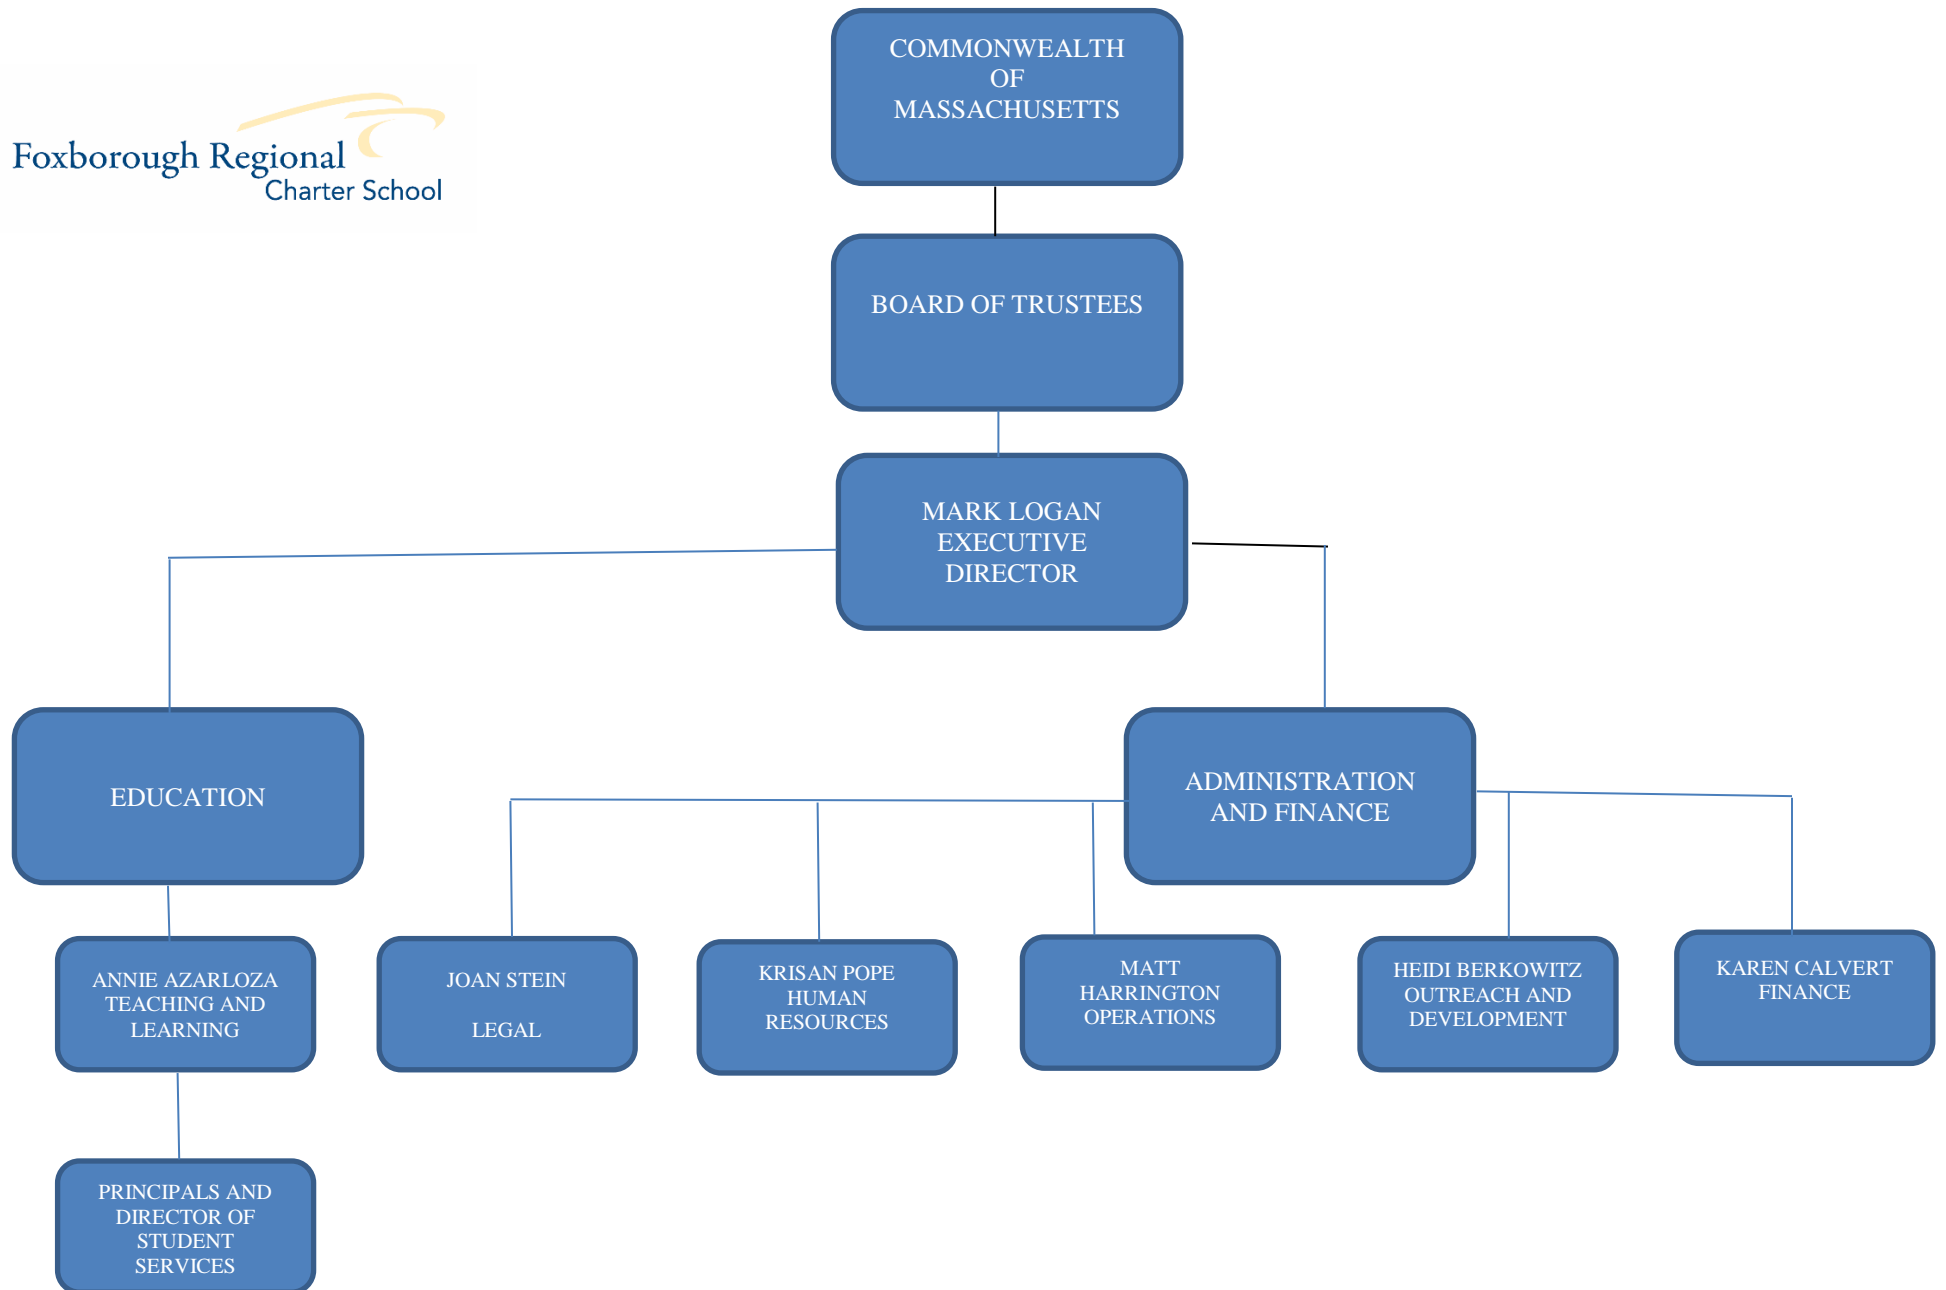 COMMONWEALTH
OF
MASSACHUSETTS
Foxborough Regional
Charter School
BOARD OF TRUSTEES
MARK LOGAN
EXECUTIVE
DIRECTOR
EDUCATION
ADMINISTRATION
AND FINANCE
ANNIE AZARLOZA
TEACHING AND
LEARNING
JOAN STEIN
LEGAL
KRISAN POPE
HUMAN
RESOURCES
MATT
HARRINGTON
OPERATIONS
HEIDI BERKOWITZ
OUTREACH AND
DEVELOPMENT
KAREN CALVERT
FINANCE
PRINCIPALS AND
DIRECTOR OF
STUDENT
SERVICES